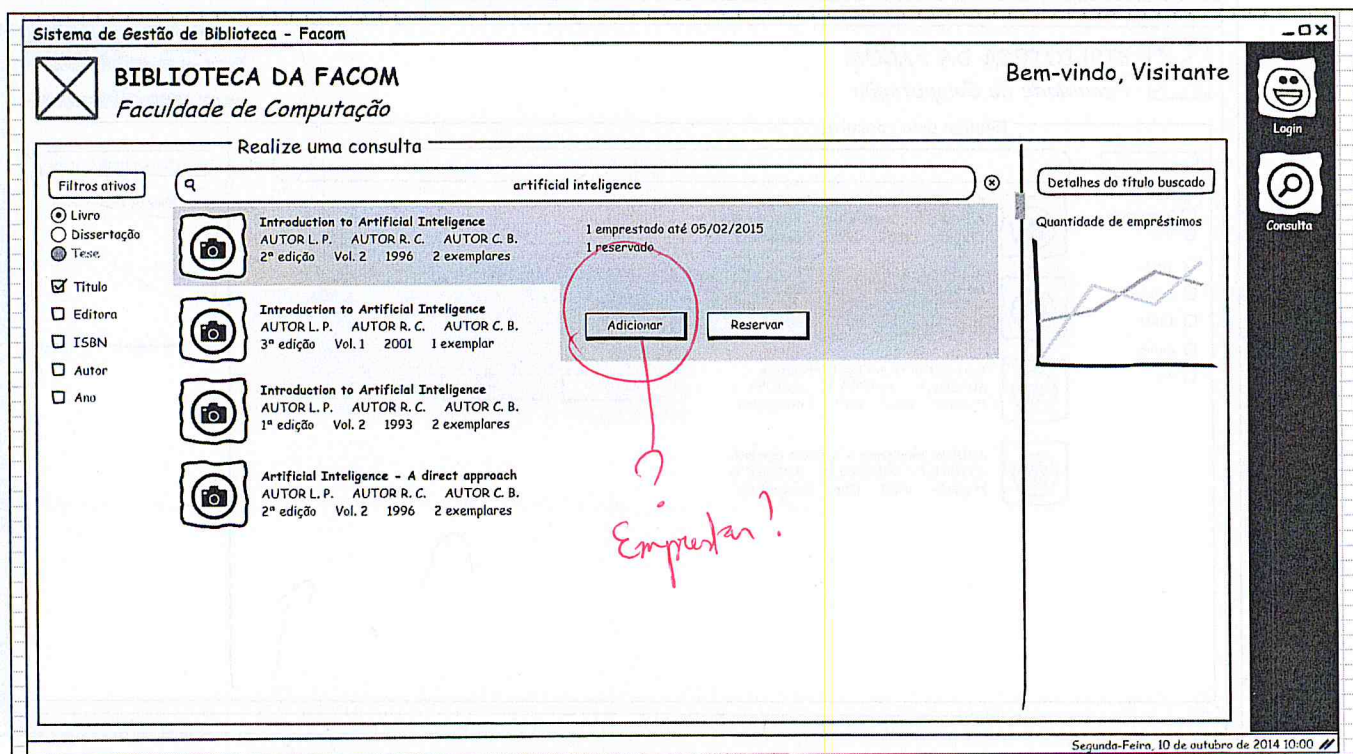 Sistema de Gestão de Biblioteca - Facom
BIBLIOTECA DA FACOM
Faculdade de Computação
Bem-vindo, Visitante
Login
Consulta
Realize uma consulta
Filtros ativos
Livro
Dissertação
Tese
Título
Editora
ISBN
Autor
Ano
artificial inteligence
Introduction to Artificial Inteligence
AUTOR L. P. AUTOR R. C. AUTOR C. B.
2ª edição Vol. 2 1996 2 exemplares
1 emprestado até 05/02/2015
1 reservado
Introduction to Artificial Inteligence
AUTOR L. P. AUTOR R. C. AUTOR C. B.
3ª edição Vol. 1 2001 1 exemplar
Adicionar Reservar
Introduction to Artificial Inteligence
AUTOR L. P. AUTOR R. C. AUTOR C. B.
1ª edição Vol. 2 1993 2 exemplares
Artificial Inteligence - A direct approach
AUTOR L. P. AUTOR R. C. AUTOR C. B.
2ª edição Vol. 2 1996 2 exemplares
?
Emprestar?
Detalhes do título buscado
Quantidade de empréstimos
Segunda-Feira, 10 de outubro de 2014 10:00